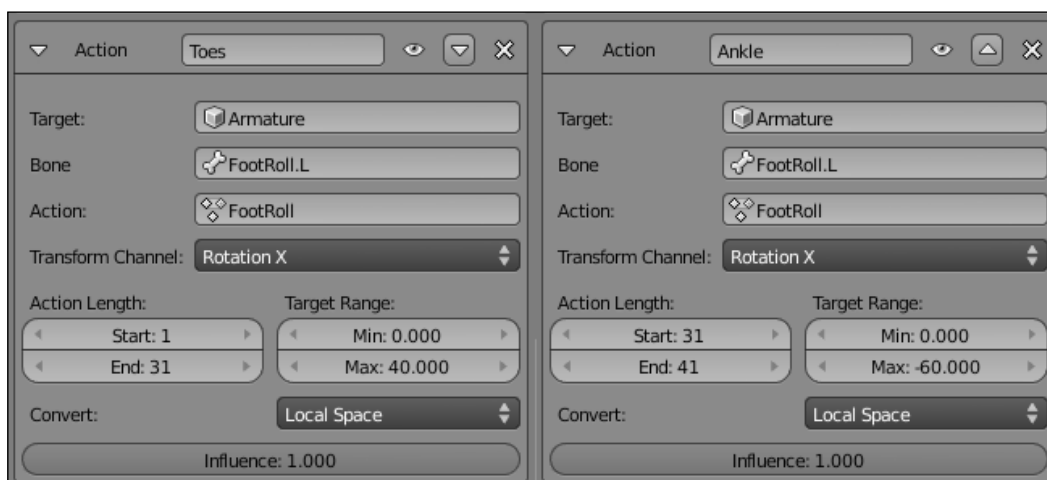 Action Toes
Target: Armature
Bone FootRoll.L
Action: FootRoll
Transform Channel: Rotation X
Action Length: Target Range:
Start: 1 Min: 0.000
End: 31 Max: 40.000
Convert: Local Space
Influence: 1.000
Action Ankle
Target: Armature
Bone FootRoll.L
Action: FootRoll
Transform Channel: Rotation X
Action Length: Target Range:
Start: 31 Min: 0.000
End: 41 Max: -60.000
Convert: Local Space
Influence: 1.000